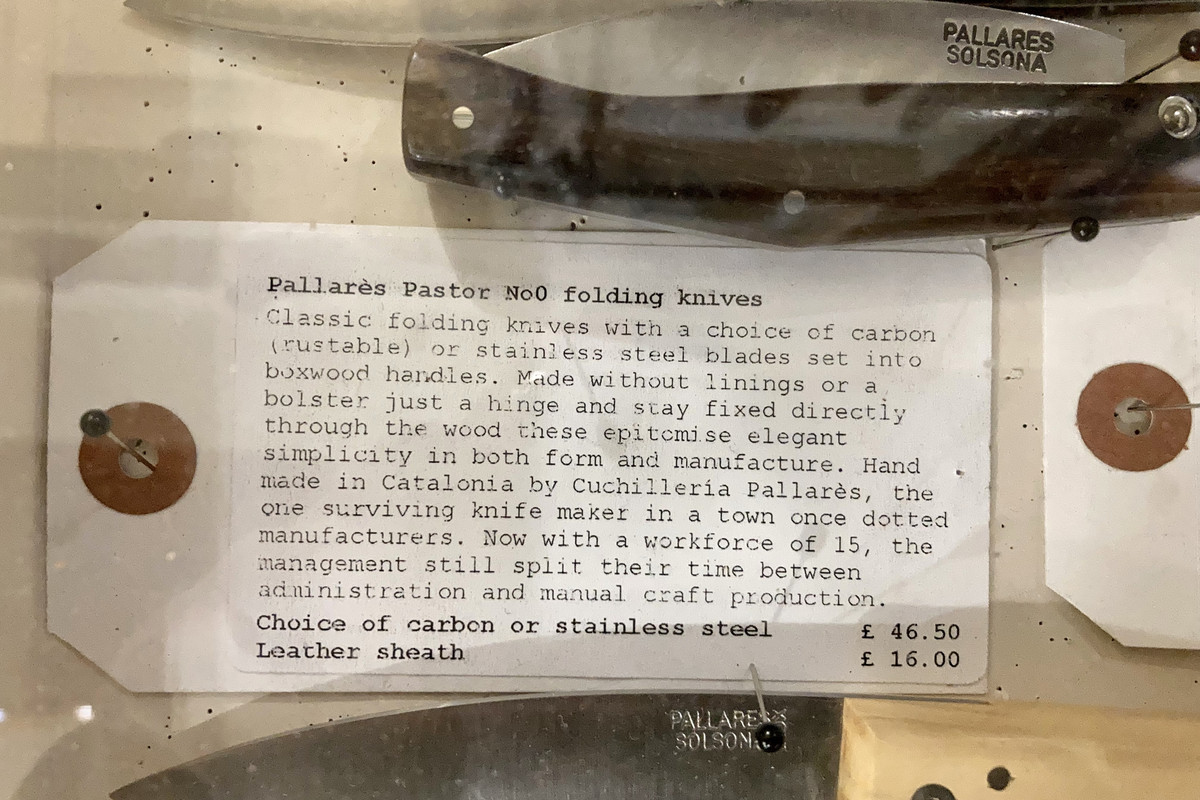 PALLARES
SOLSONA
Pallarès Pastor No0 folding knives
Classic folding knives with a choice of carbon
(rustable) or stainless steel blades set into
boxwood handles. Made without linings or a
bolster just a hinge and stay fixed directly
through the wood these epitomise elegant
simplicity in both form and manufacture. Hand
made in Catalonia by Cuchillería Pallarès, the
one surviving knife maker in a town once dotted
manufacturers. Now with a workforce of 15, the
management still split their time between
administration and manual craft production.
Choice of carbon or stainless steel £ 46.50
Leather sheath £ 16.00
PALLARES
SOLSONA